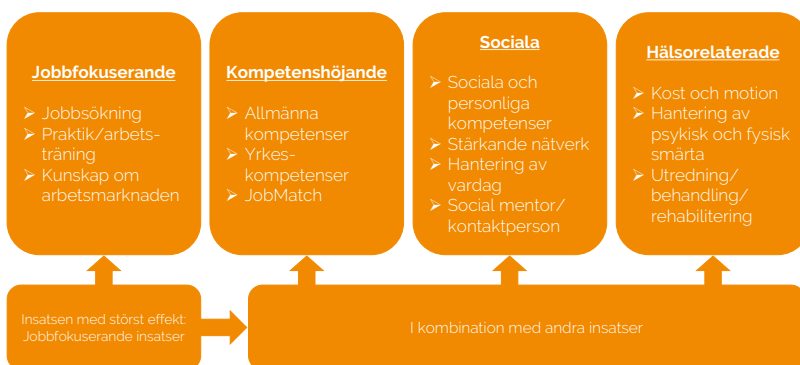 Jobbfokuserande
➢ Jobbsökning
➢ Praktik/arbets-
träning
➢ Kunskap om
arbetsmarknaden
Kompetenshöjande
➢ Allmänna
kompetenser
➢ Yrkes-
kompetenser
➢ JobMatch
Sociala
➢ Sociala och
personliga
kompetenser
➢ Stärkande nätverk
➢ Hantering av
vardag
➢ Social mentor/
kontaktperson
Hälsorelaterade
➢ Kost och motion
➢ Hantering av
psykisk och fysisk
smärta
➢ Utredning/
behandling/
rehabilitering
Insatsen med störst effekt:
Jobbfokuserande insatser
I kombination med andra insatser